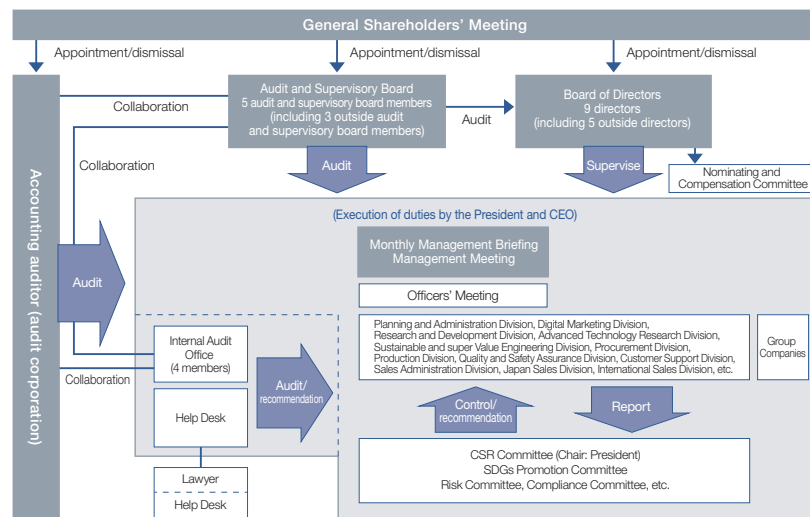 General Shareholders' Meeting
Appointment/dismissal
Appointment/dismissal
Appointment/dismissal
Accounting auditor (audit corporation)
Audit and Supervisory Board
5 audit and supervisory board members
(including 3 outside audit
and supervisory board members)
Board of Directors
9 directors
(including 5 outside directors)
Collaboration
Audit
Collaboration
Audit
Supervise
Nominating and
Compensation Committee
(Execution of duties by the President and CEO)
Monthly Management Briefing
Management Meeting
Audit
Officers' Meeting
Planning and Administration Division, Digital Marketing Division,
Research and Development Division, Advanced Technology Research Division,
Sustainable and super Value Engineering Division, Procurement Division,
Production Division, Quality and Safety Assurance Division, Customer Support Division,
Sales Administration Division, Japan Sales Division, International Sales Division, etc.
Group
Companies
Internal Audit
Office
(4 members)
Collaboration
Audit/
recommendation
Help Desk
Control/
recommendation
Report
CSR Committee (Chair: President)
SDGs Promotion Committee
Risk Committee, Compliance Committee, etc.
Lawyer
Help Desk